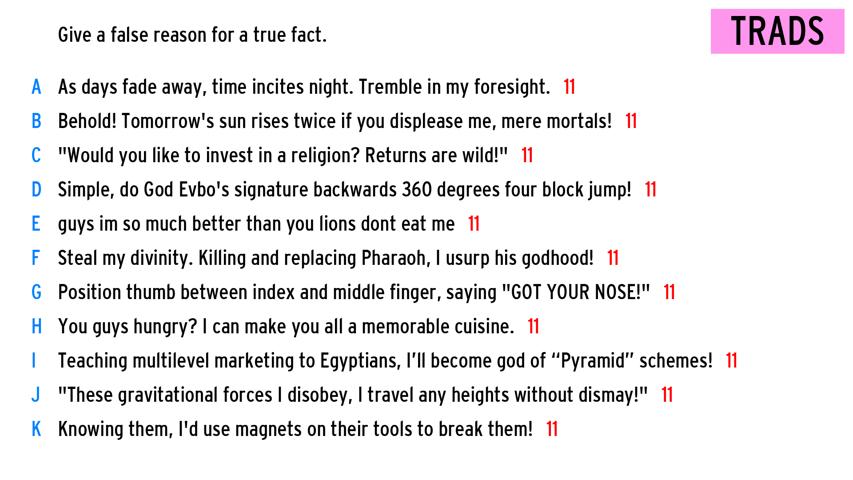 Give a false reason for a true fact.
TRADS
A As days fade away, time incites night. Tremble in my foresight. 11
B Behold! Tomorrow's sun rises twice if you displease me, mere mortals! 11
C "Would you like to invest in a religion? Returns are wild!" 11
D Simple, do God Evbo's signature backwards 360 degrees four block jump! 11
E guys im so much better than you lions dont eat me 11
F Steal my divinity. Killing and replacing Pharaoh, I usurp his godhood! 11
G Position thumb between index and middle finger, saying "GOT YOUR NOSE!" 11
H You guys hungry? I can make you all a memorable cuisine. 11
I Teaching multilevel marketing to Egyptians, I’ll become god of “Pyramid” schemes! 11
J "These gravitational forces I disobey, I travel any heights without dismay!" 11
K Knowing them, I'd use magnets on their tools to break them! 11